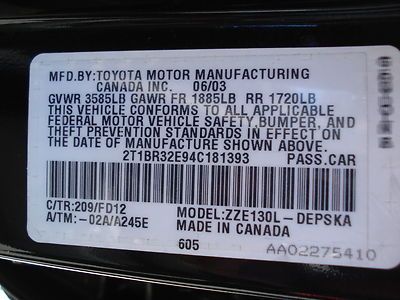 MFD.BY:TOYOTA MOTOR MANUFACTURING
CANADA INC. 06/03
GVWR 3585LB GAWR FR 1885LB RR 1720LB
THIS VEHICLE CONFORMS TO ALL APPLICABLE
FEDERAL MOTOR VEHICLE SAFETY,BUMPER, AND
THEFT PREVENTION STANDARDS IN EFFECT ON
THE DATE OF MANUFACTURE SHOWN ABOVE.
2T1BR32E94C181393 PASS.CAR
C/TR:209/FD12 MODEL:ZZE130L-DEPSKA
A/TM:-02A/A245E MADE IN CANADA
605 AA02275410